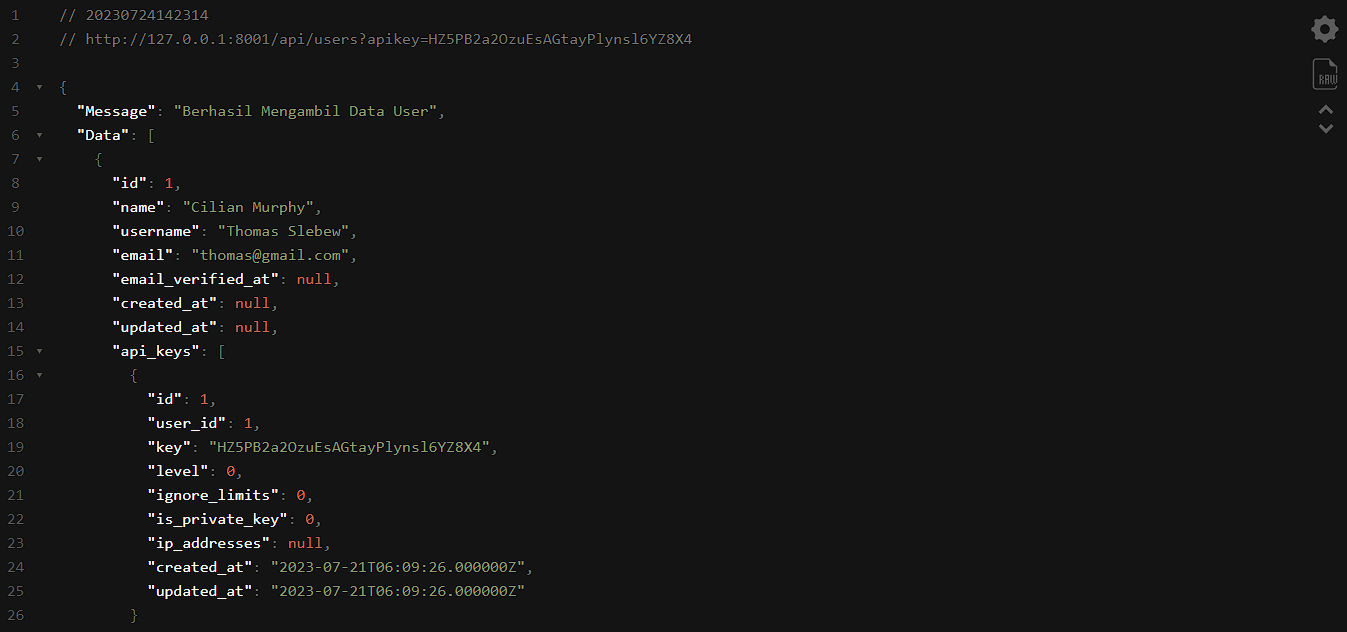 1 // 20230724142314
2 // http://127.0.0.1:8001/api/users?apikey=HZ5PB2a2OzuEsAGtayPlynsl6YZ8X4
3
4 {
5 "Message": "Berhasil Mengambil Data User",
6 "Data": [
7 {
8 "id": 1,
9 "name": "Cilian Murphy",
10 "username": "Thomas Slebew",
11 "email": "thomas@gmail.com",
12 "email_verified_at": null,
13 "created_at": null,
14 "updated_at": null,
15 "api_keys": [
16 {
17 "id": 1,
18 "user_id": 1,
19 "key": "HZ5PB2a2OzuEsAGtayPlynsl6YZ8X4",
20 "level": 0,
21 "ignore_limits": 0,
22 "is_private_key": 0,
23 "ip_addresses": null,
24 "created_at": "2023-07-21T06:09:26.000000Z",
25 "updated_at": "2023-07-21T06:09:26.000000Z"
26 }
RAW